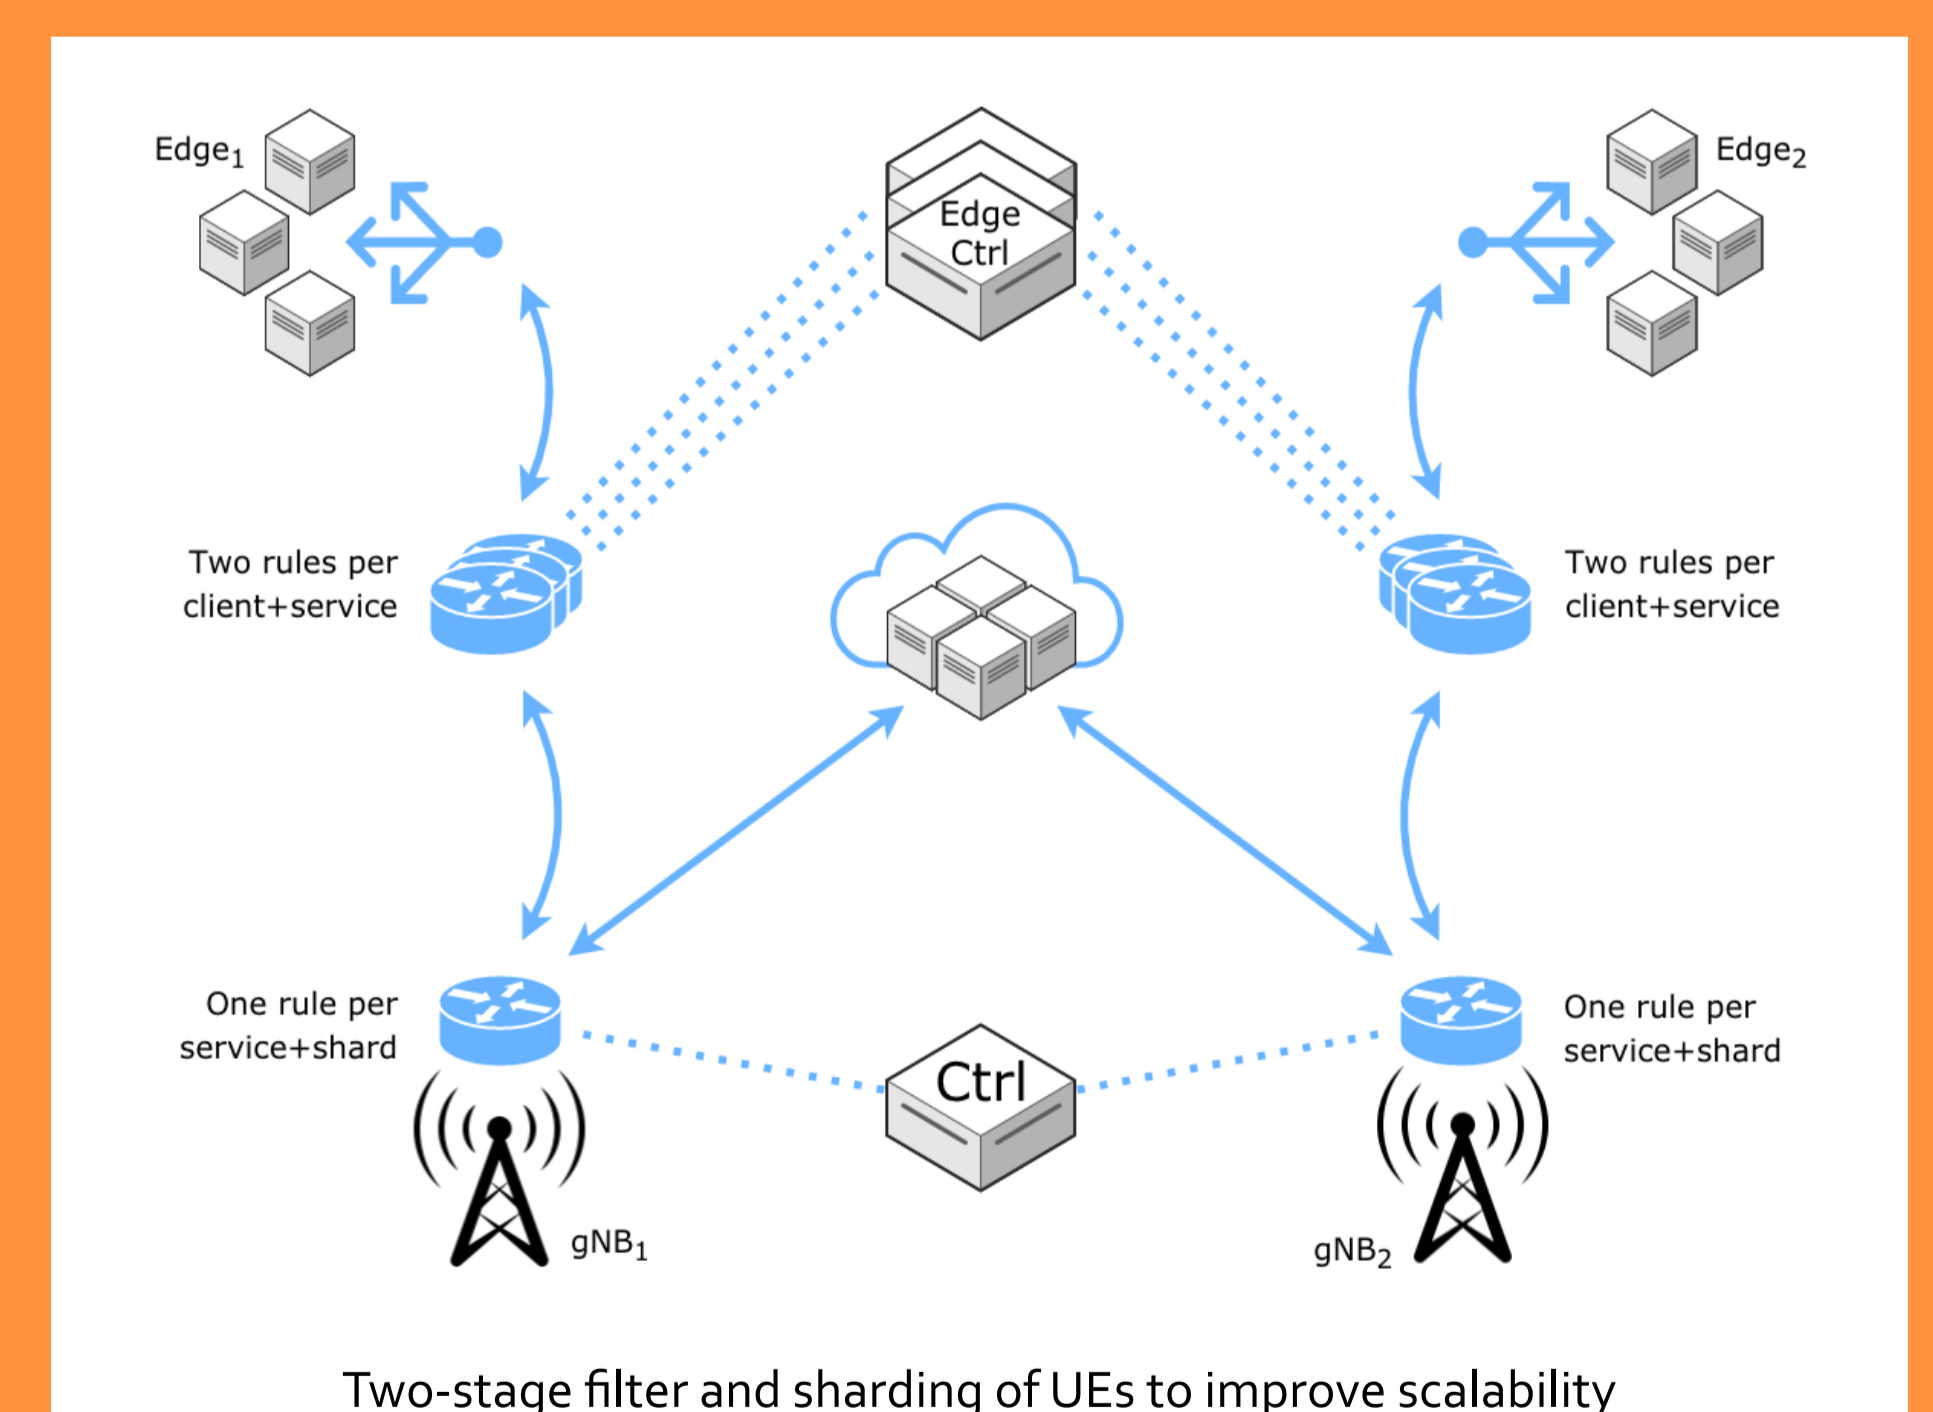 Edge1
Edge
Ctrl
Edge2
Two rules per
client+service
Two rules per
client+service
One rule per
service+shard
Ctrl
One rule per
service+shard
gNB1
gNB2
Two-stage filter and sharding of UEs to improve scalability